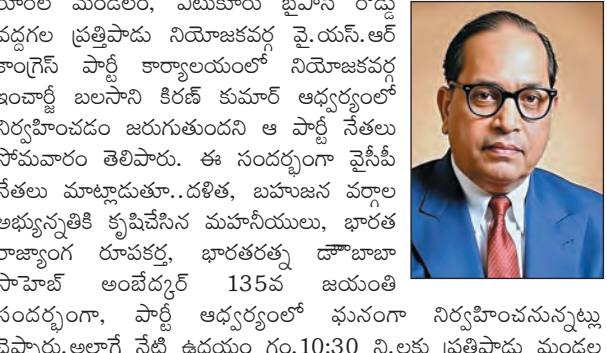 మండలం, ఏటుకూరు బైపాస్ రోడ్డు
వద్దగల ప్రత్తిపాడు నియోజకవర్గ వై.యస్.ఆర్
కాంగ్రెస్ పార్టీ కార్యాలయంలో నియోజకవర్గ
ఇంచార్జీ బలసాని కిరణ్ కుమార్ ఆధ్వర్యంలో
నిర్వహించడం జరుగుతుందని ఆ పార్టీ నేతలు
సోమవారం తెలిపారు. ఈ సందర్భంగా వైసీపీ
నేతలు మాట్లాడుతూ..దళిత, బహుజన వర్గాల
అభ్యున్నతికి కృషిచేసిన మహనీయులు, భారత
రాజ్యాంగ రూపకర్త, భారతరత్న డా౹౹బాబా
సాహెబ్ అంబేద్కర్ 135వ జయంతి
సందర్భంగా, పార్టీ ఆధ్వర్యంలో ఘనంగా నిర్వహించనున్నట్లు
చెప్పారు.అలాగే నేటి ఉదయం గం.10:30 ని.లకు ప్రత్తిపాడు మండల